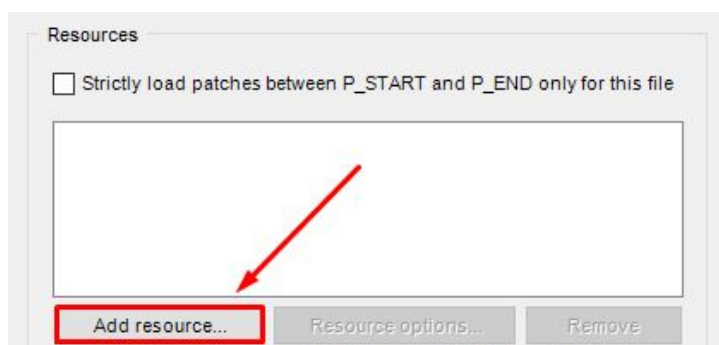 Resources
Strictly load patches between P_START and P_END only for this file
Add resource... Resource options... Remove